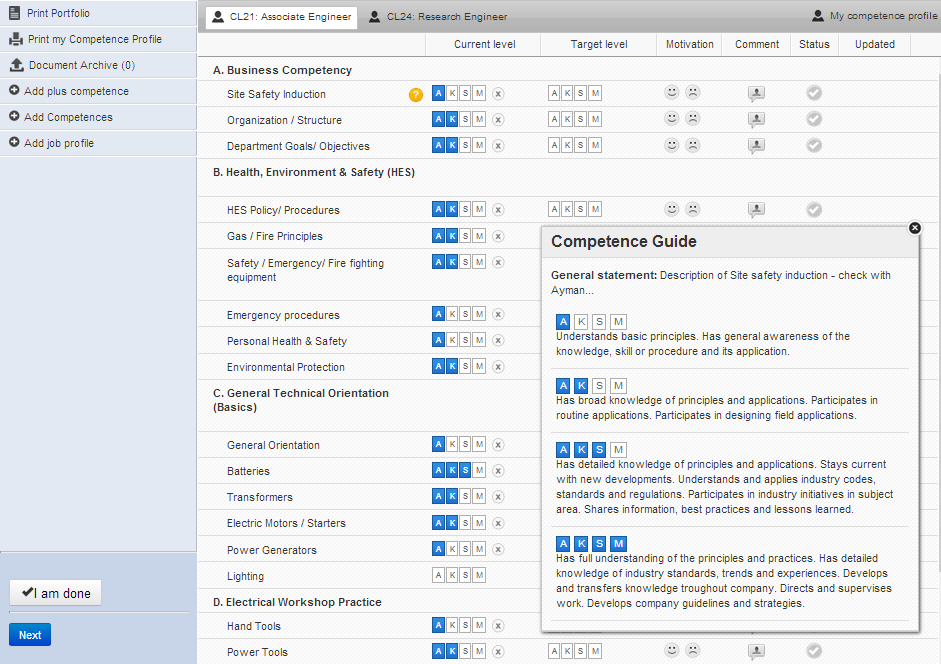 Print Portfolio
Print my Competence Profile
Document Archive (0)
Add plus competence
Add Competences
Add job profile
I am done
Next
CL21: Associate Engineer CL24: Research Engineer My competence profile
Current level Target level Motivation Comment Status Updated
A. Business Competency
Site Safety Induction ? A K S M x A K S M
Organization / Structure A K S M x A K S M
Department Goals/ Objectives A K S M x A K S M
B. Health, Environment & Safety (HES)
HES Policy/ Procedures A K S M x A K S M
Gas / Fire Principles A K S M x
Safety / Emergency/ Fire fighting
equipment A K S M x
Emergency procedures A K S M x
Personal Health & Safety A K S M x
Environmental Protection A K S M x
C. General Technical Orientation
(Basics)
General Orientation A K S M x
Batteries A K S M x
Transformers A K S M x
Electric Motors / Starters A K S M x
Power Generators A K S M x
Lighting A K S M
D. Electrical Workshop Practice
Hand Tools A K S M x
Power Tools A K S M x A K S M
Competence Guide
General statement: Description of Site safety induction - check with
Ayman...
A K S M
Understands basic principles. Has general awareness of the
knowledge, skill or procedure and its application.
A K S M
Has broad knowledge of principles and applications. Participates in
routine applications. Participates in designing field applications.
A K S M
Has detailed knowledge of principles and applications. Stays current
with new developments. Understands and applies industry codes,
standards and regulations. Participates in industry initiatives in subject
area. Shares information, best practices and lessons learned.
A K S M
Has full understanding of the principles and practices. Has detailed
knowledge of industry standards, trends and experiences. Develops
and transfers knowledge troughout company. Directs and supervises
work. Develops company guidelines and strategies.